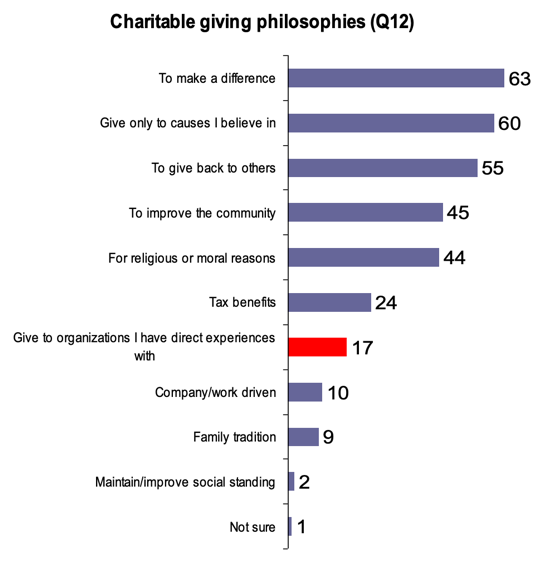 Charitable giving philosophies (Q12)
To make a difference 63
Give only to causes I believe in 60
To give back to others 55
To improve the community 45
For religious or moral reasons 44
Tax benefits 24
Give to organizations I have direct experiences
with 17
Company/work driven 10
Family tradition 9
Maintain/improve social standing 2
Not sure 1